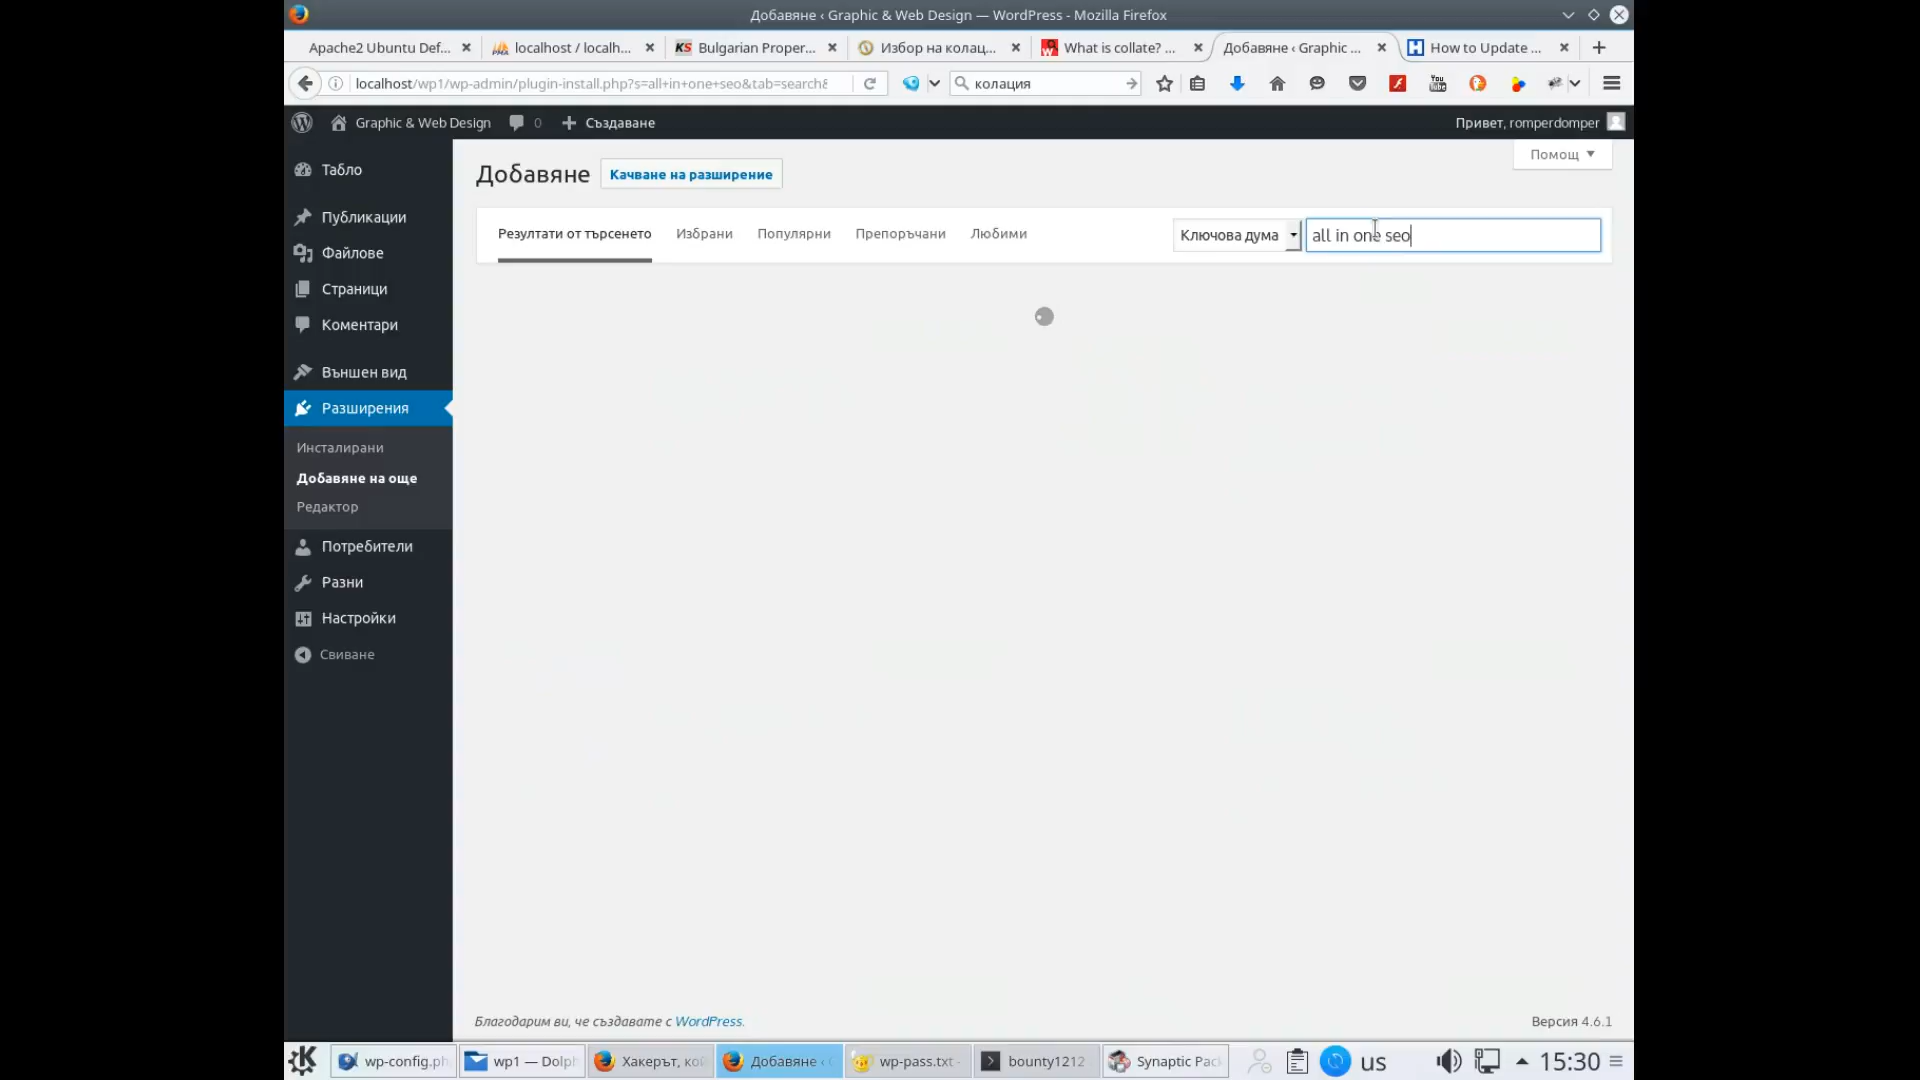 Добавяне ‹ Graphic & Web Design — WordPress - Mozilla Firefox
Apache2 Ubuntu Def...
localhost / localh...
KS Bulgarian Proper...
Избор на колац...
What is collate? ...
Добавяне ‹ Graphic ...
How to Update ...
localhost/wp1/wp-admin/plugin-install.php?s=all+in+one+seo&tab=search&
колация
Graphic & Web Design
0
Създаване
Привет, romperdomper
Помощ
Табло
Публикации
Файлове
Страници
Коментари
Външен вид
Разширения
Инсталирани
Добавяне на още
Редактор
Потребители
Разни
Настройки
Свиване
Добавяне
Качване на разширение
Резултати от търсенето
Избрани
Популярни
Препоръчани
Любими
Ключова дума
all in one seo
Благодарим ви, че създавате с WordPress.
Версия 4.6.1
wp-config.ph
wp1 — Dolph
Хакерът, кой
Добавяне ‹
wp-pass.txt -
bounty1212
Synaptic Pac
us
15:30